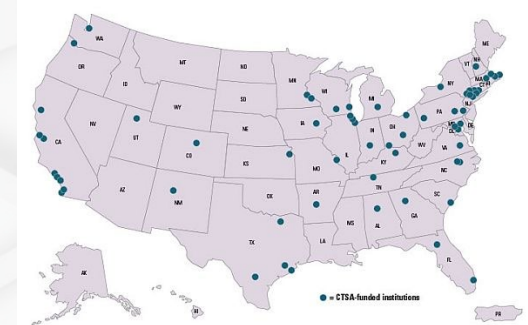 WA
OR
CA
NV
ID
MT
WY
UT
AZ
CO
NM
ND
SD
NE
KS
OK
TX
MN
IA
MO
AR
LA
WI
IL
MS
MI
IN
KY
TN
AL
OH
GA
FL
SC
NC
VA
WV
PA
NY
VT
NH
ME
MA
CT
NJ
DE
AK
HI
PR
= CTSA-funded institutions